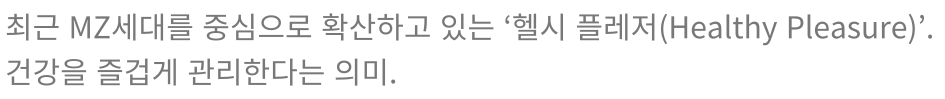 최근 MZ세대를 중심으로 확산하고 있는 ‘헬시 플레저(Healthy Pleasure)’.
건강을 즐겁게 관리한다는 의미.